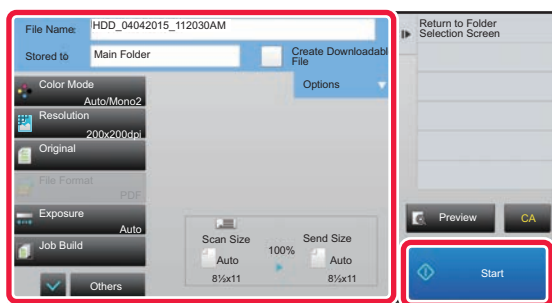 File Name:
HDD_04042015_112030AM
Stored to
Main Folder
Create Downloadabl
File
Options
Color Mode
Auto/Mono2
Resolution
200x200dpi
Original
File Format
PDF
Exposure
Auto
Job Build
Others
Scan Size
Auto
8½x11
100%
Send Size
Auto
8½x11
Return to Folder
Selection Screen
Preview
CA
Start